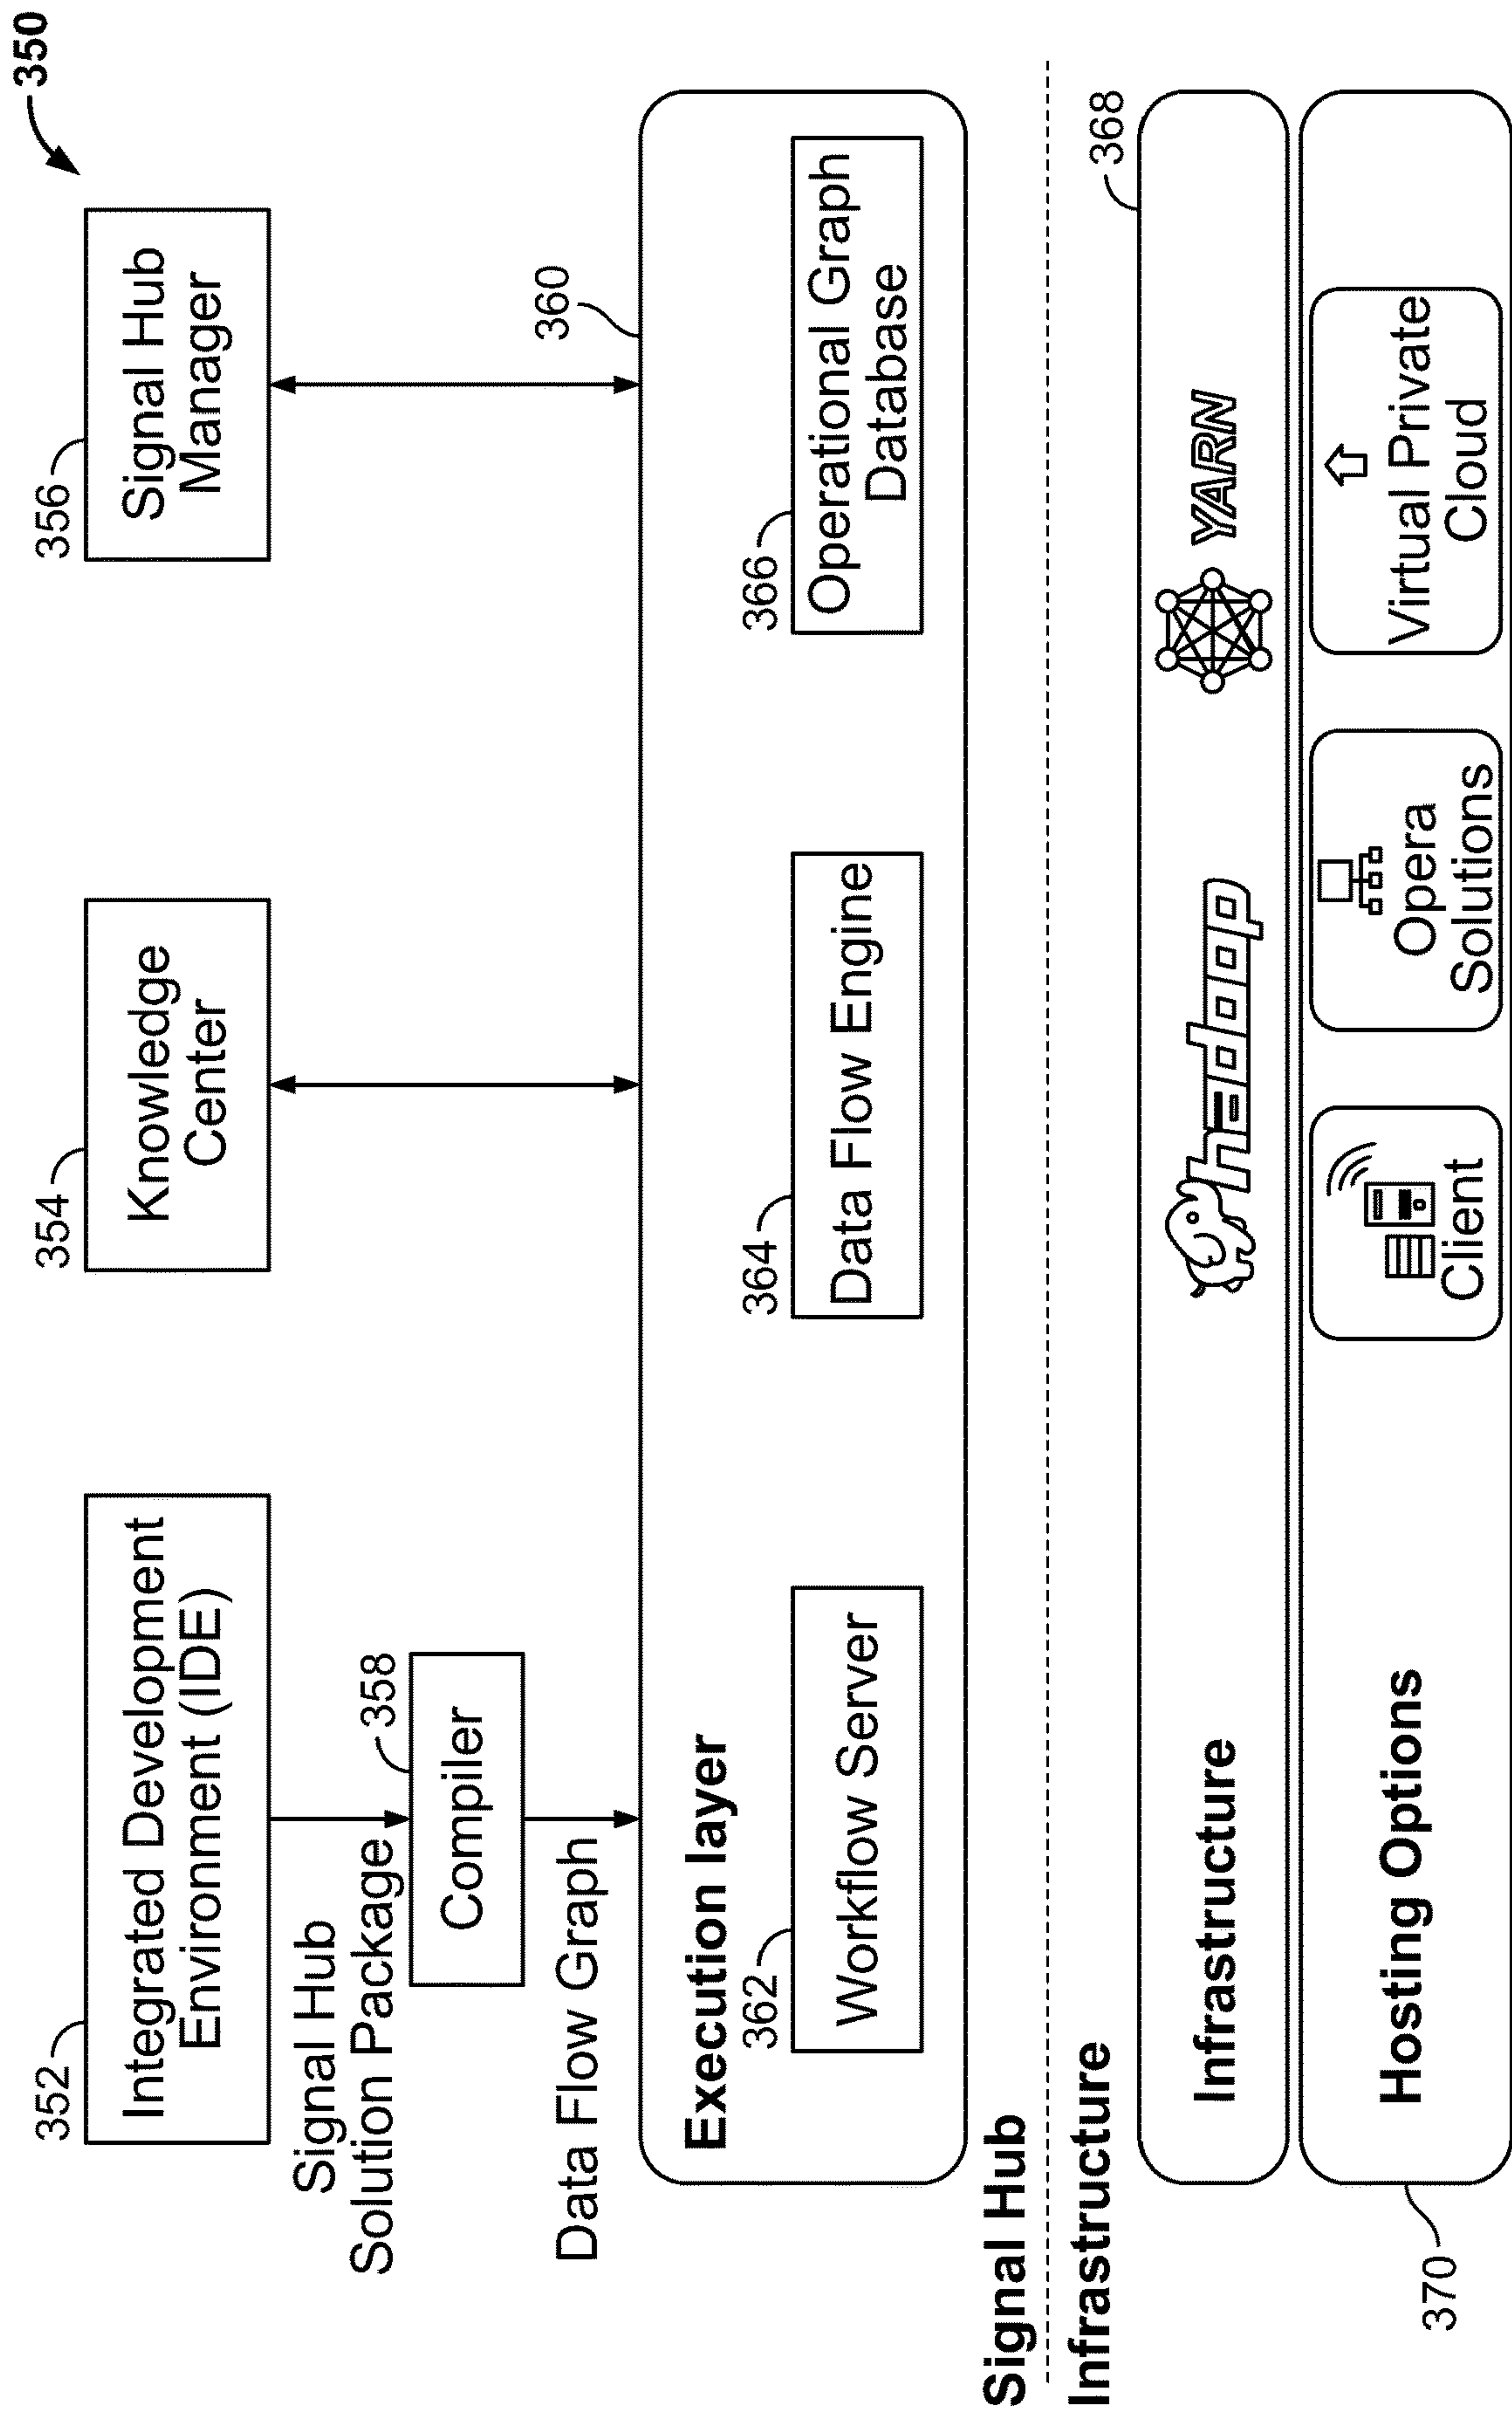 350
352
Integrated Development
Environment (IDE)
354
Knowledge
Center
356
Signal Hub
Manager
Signal Hub
Solution Package
358
Compiler
Data Flow Graph
360
Execution layer
362
Workflow Server
364
Data Flow Engine
366
Operational Graph
Database
Signal Hub
Infrastructure
368
Infrastructure
hadoop
YARN
370
Hosting Options
Client
Opera
Solutions
Virtual Private
Cloud